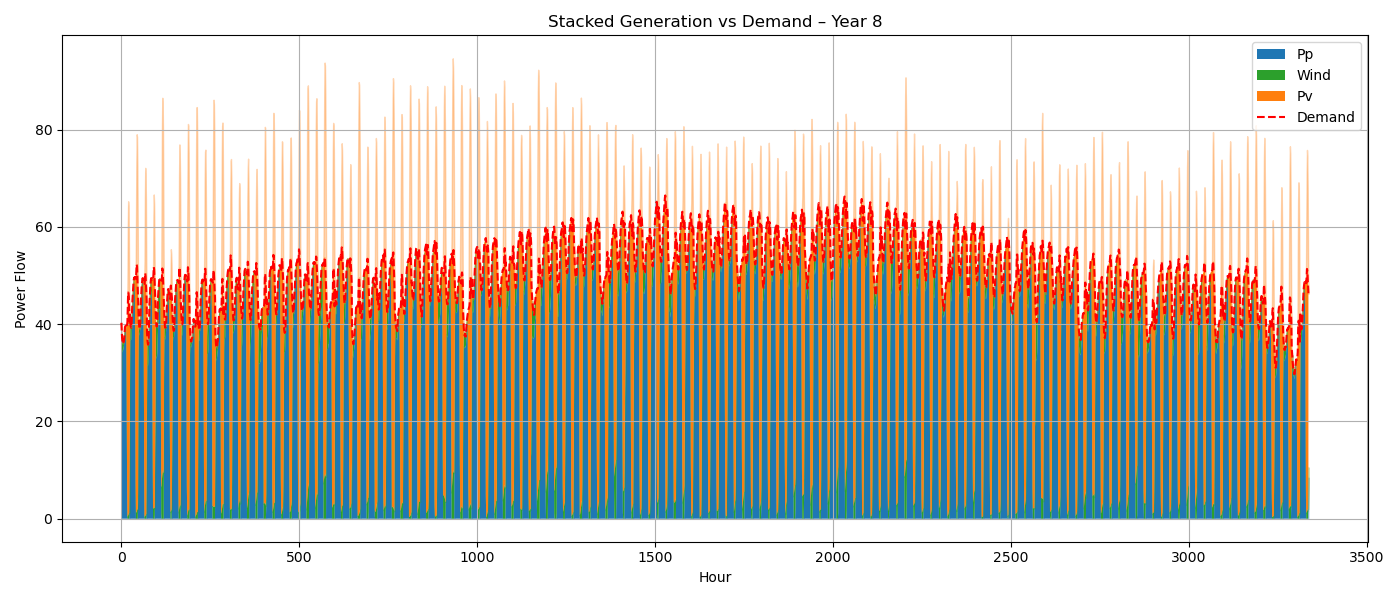 Stacked Generation vs Demand – Year 8
Pp
Wind
Pv
Demand
Power Flow
80
60
40
20
0
0 500 1000 1500 2000 2500 3000 3500
Hour